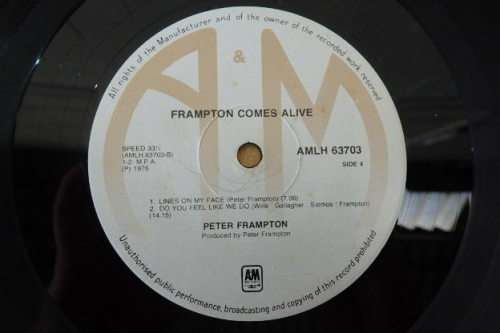 All rights of the Manufacturer and of the owner of the recorded work reserved
A&M
FRAMPTON COMES ALIVE
SPEED 33⅓
(AMLH.63703-B)
1-2. M.P.A.
(P) 1976
AMLH 63703
SIDE 4
1. LINES ON MY FACE (Peter Frampton) (7.06)
2. DO YOU FEEL LIKE WE DO (Wills Gallagher Siomos Frampton)
(14.15)
PETER FRAMPTON
Produced by Peter Frampton
A&M
Unauthorised public performance, broadcasting and copying of this record prohibited